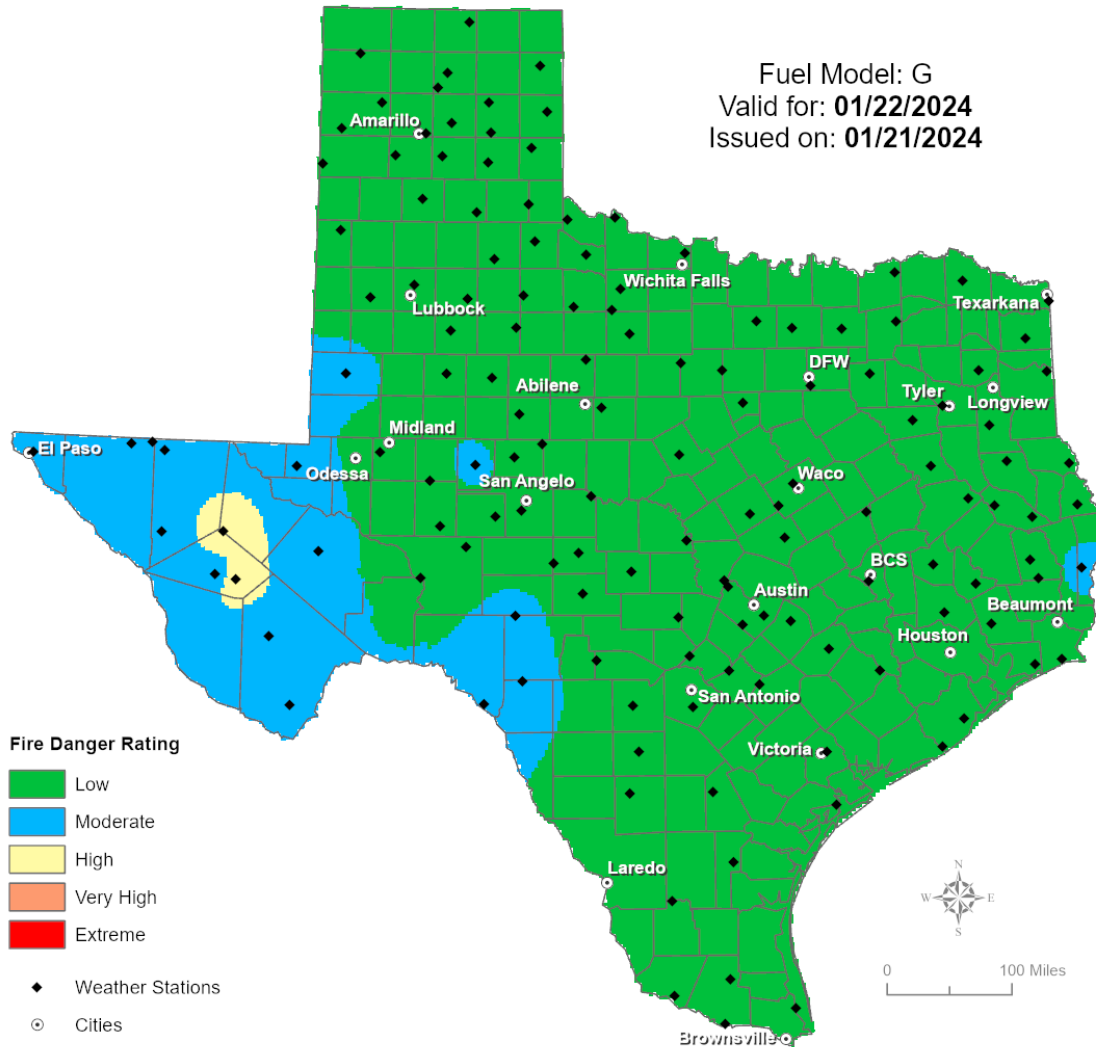 Fuel Model: G
Valid for: 01/22/2024
Issued on: 01/21/2024
Amarillo
Wichita Falls
Lubbock
Texarkana
DFW
Abilene
Tyler
Longview
El Paso
Midland
Odessa
San Angelo
Waco
BCS
Austin
Beaumont
Houston
San Antonio
Victoria
Fire Danger Rating
Low
Moderate
High
Very High
Extreme
Weather Stations
Cities
Laredo
Brownsville
N
W E
S
0 100 Miles